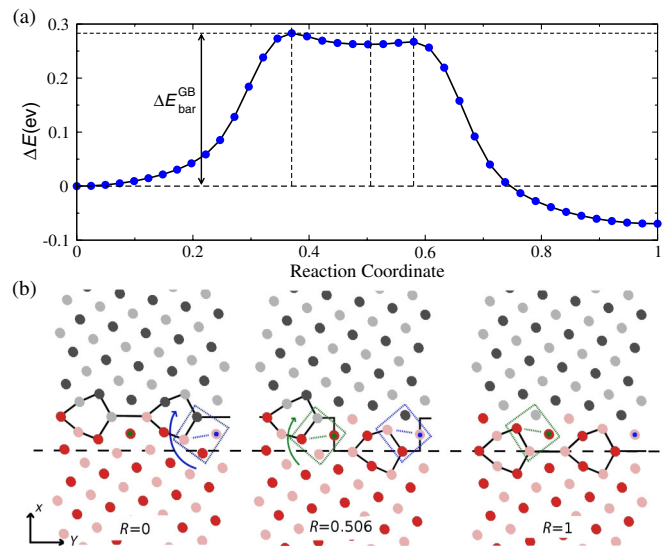 (a)
0.3
0.2
0.1
0
-0.1
ΔE(ev)
ΔE_bar^GB
0 0.2 0.4 0.6 0.8 1
Reaction Coordinate
(b)
x
Y
R=0
R=0.506
R=1